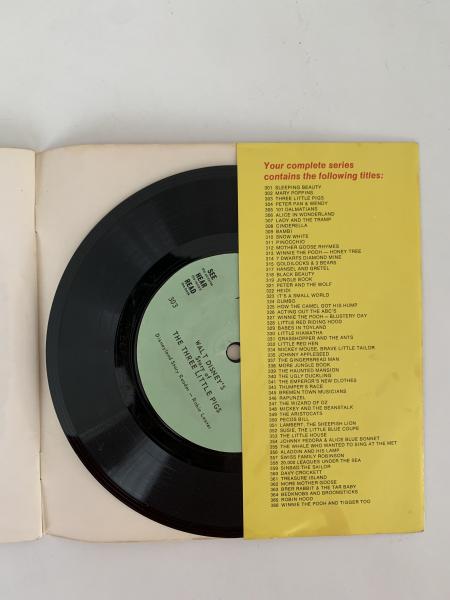 SEE
HEAR
READ
303
WALT DISNEY'S
STORY OF
THE THREE LITTLE PIGS
Disneyland Story Reader — Robie Lester
Your complete series
contains the following titles:
301 SLEEPING BEAUTY
302 MARY POPPINS
303 THREE LITTLE PIGS
304 PETER PAN & WENDY
305 101 DALMATIANS
306 ALICE IN WONDERLAND
307 LADY AND THE TRAMP
308 CINDERELLA
309 BAMBI
310 SNOW WHITE
311 PINOCCHIO
312 MOTHER GOOSE RHYMES
313 WINNIE THE POOH — HONEY TREE
314 7 DWARFS DIAMOND MINE
315 GOLDILOCKS & 3 BEARS
317 HANSEL AND GRETEL
318 BLACK BEAUTY
319 JUNGLE BOOK
321 PETER AND THE WOLF
322 HEIDI
323 IT'S A SMALL WORLD
324 DUMBO
325 HOW THE CAMEL GOT HIS HUMP
326 ACTING OUT THE ABC'S
327 WINNIE THE POOH — BLUSTERY DAY
328 LITTLE RED RIDING HOOD
329 BABES IN TOYLAND
330 LITTLE HIAWATHA
331 GRASSHOPPER AND THE ANTS
332 LITTLE RED HEN
334 MICKEY MOUSE, BRAVE LITTLE TAILOR
335 JOHNNY APPLESEED
337 THE GINGERBREAD MAN
338 MORE JUNGLE BOOK
339 THE HAUNTED MANSION
340 THE UGLY DUCKLING
341 THE EMPEROR'S NEW CLOTHES
343 THUMPER'S RACE
345 BREMEN TOWN MUSICIANS
346 RAPUNZEL
347 THE WIZARD OF OZ
348 MICKEY AND THE BEANSTALK
349 THE ARISTOCATS
350 PECOS BILL
351 LAMBERT, THE SHEEPISH LION
352 SUSIE, THE LITTLE BLUE COUPE
353 THE LITTLE HOUSE
354 JOHNNY FEDORA & ALICE BLUE BONNET
355 THE WHALE WHO WANTED TO SING AT THE MET
356 ALADDIN AND HIS LAMP
357 SWISS FAMILY ROBINSON
358 20,000 LEAGUES UNDER THE SEA
359 SINBAD THE SAILOR
360 DAVY CROCKETT
361 TREASURE ISLAND
362 MORE MOTHER GOOSE
363 BRER RABBIT & THE TAR BABY
364 BEDKNOBS AND BROOMSTICKS
365 ROBIN HOOD
366 WINNIE THE POOH AND TIGGER TOO